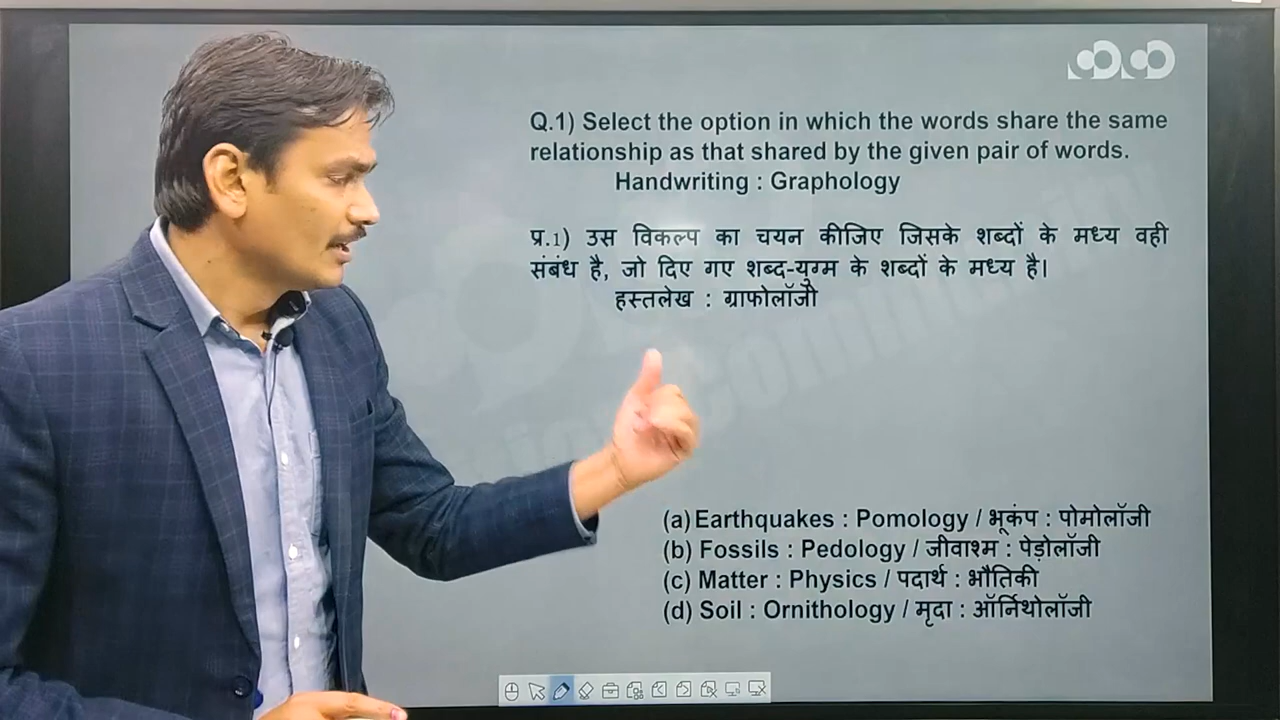 Q.1) Select the option in which the words share the same
relationship as that shared by the given pair of words.
Handwriting : Graphology
प्र.1) उस विकल्प का चयन कीजिए जिसके शब्दों के मध्य वही
संबंध है, जो दिए गए शब्द-युग्म के शब्दों के मध्य है।
हस्तलेख : ग्राफोलॉजी
(a) Earthquakes : Pomology / भूकंप : पोमोलॉजी
(b) Fossils : Pedology / जीवाश्म : पेड़ोलॉजी
(c) Matter : Physics / पदार्थ : भौतिकी
(d) Soil : Ornithology / मृदा : ऑर्निथोलॉजी